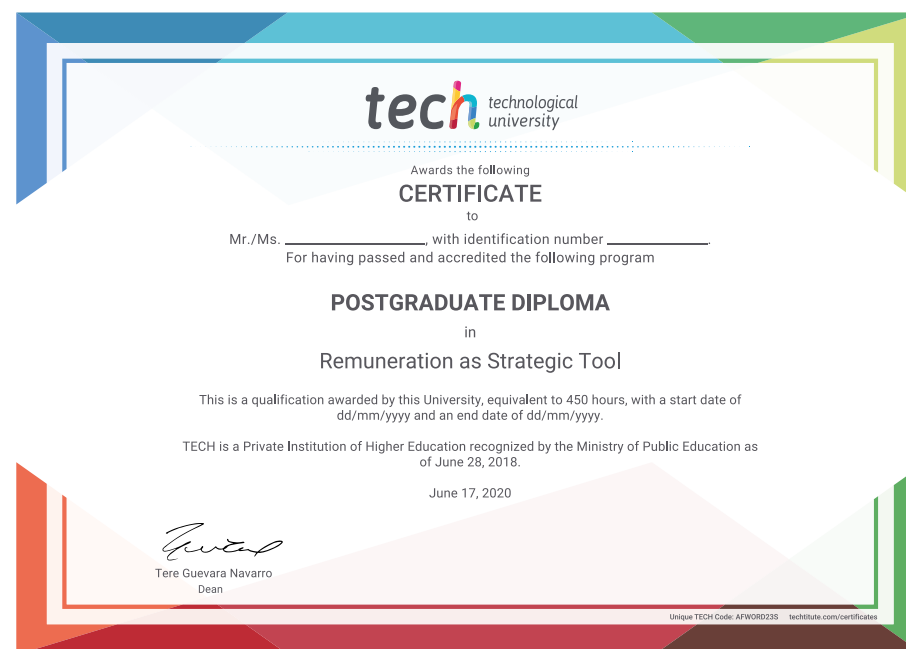 tech technological
university
Awards the following
CERTIFICATE
to
Mr./Ms. ____________________, with identification number ______________.
For having passed and accredited the following program
POSTGRADUATE DIPLOMA
in
Remuneration as Strategic Tool
This is a qualification awarded by this University, equivalent to 450 hours, with a start date of
dd/mm/yyyy and an end date of dd/mm/yyyy.
TECH is a Private Institution of Higher Education recognized by the Ministry of Public Education as
of June 28, 2018.
June 17, 2020
Tere Guevara Navarro
Dean
Unique TECH Code: AFWORD23S techtitute.com/certificates